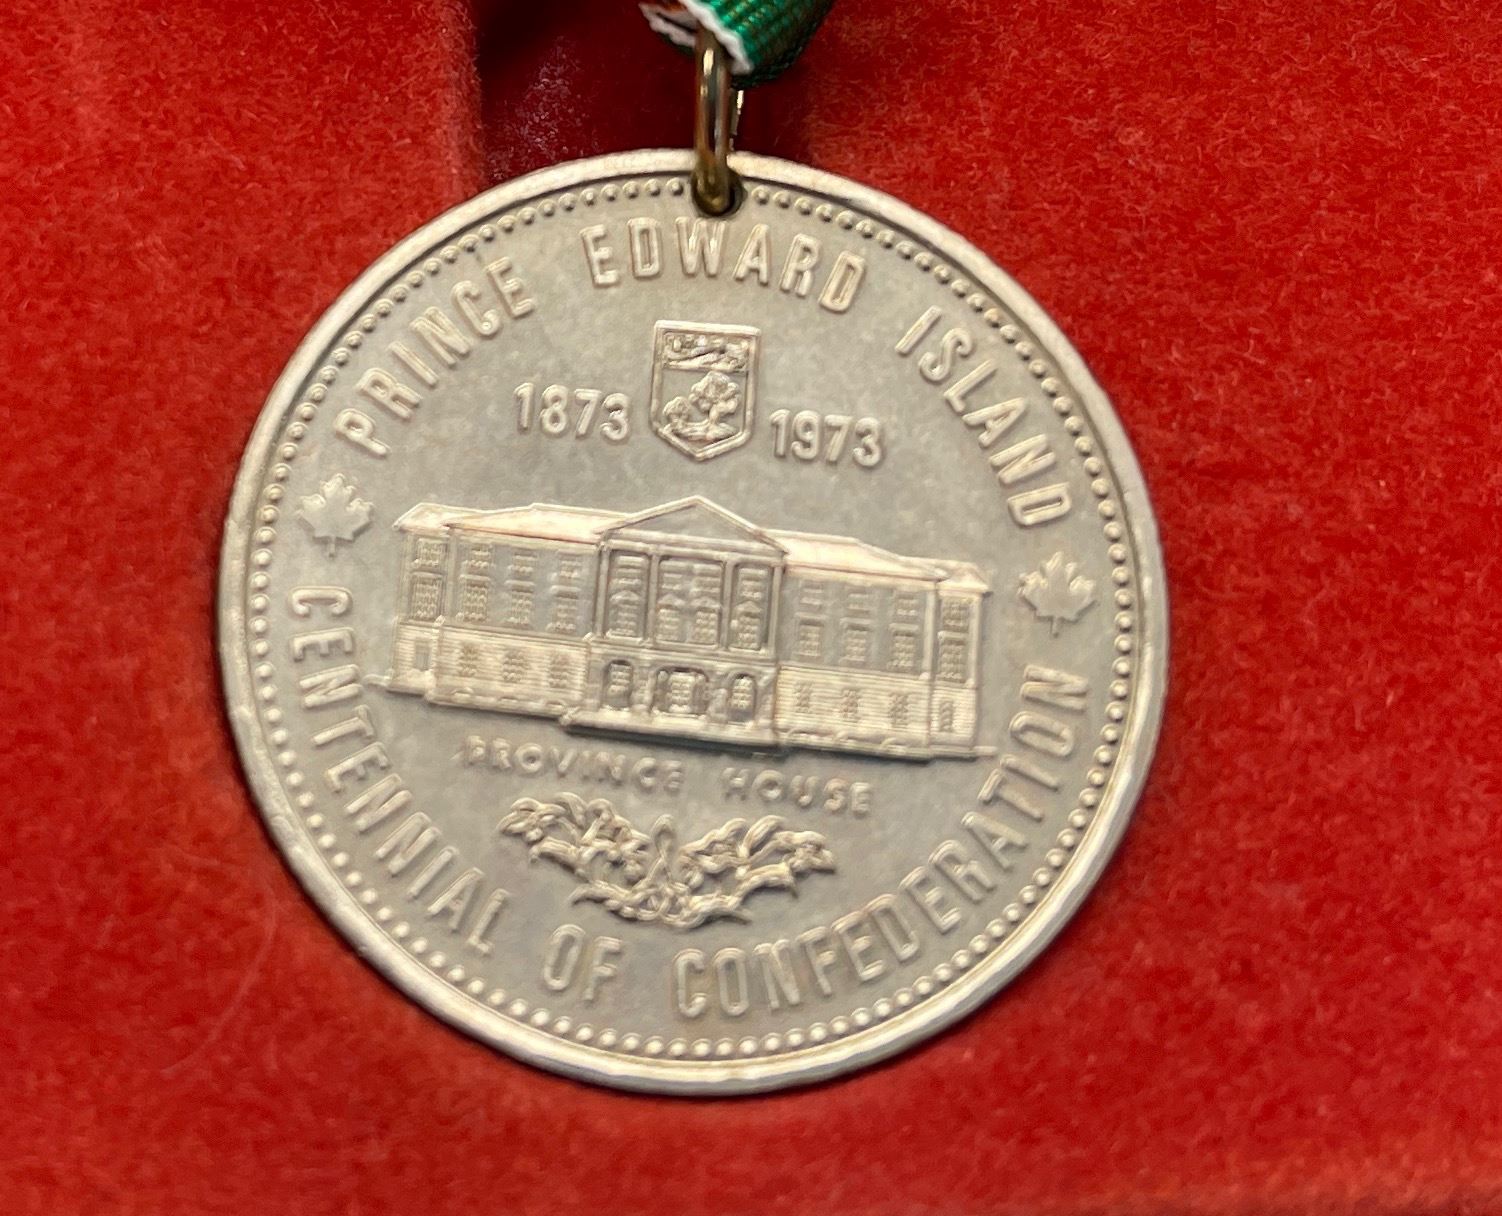 PRINCE EDWARD ISLAND
1873 1973
PROVINCE HOUSE
CENTENNIAL OF CONFEDERATION